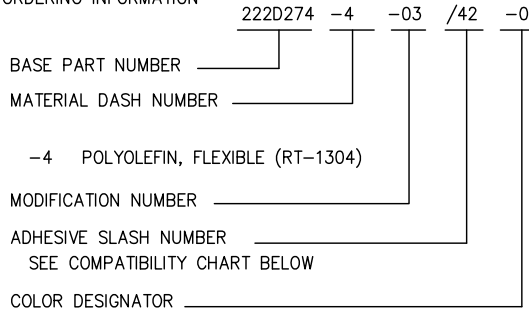 ORDERING INFORMATION
222D274 -4 -03 /42 -0
BASE PART NUMBER
MATERIAL DASH NUMBER
-4 POLYOLEFIN, FLEXIBLE (RT-1304)
MODIFICATION NUMBER
ADHESIVE SLASH NUMBER
SEE COMPATIBILITY CHART BELOW
COLOR DESIGNATOR